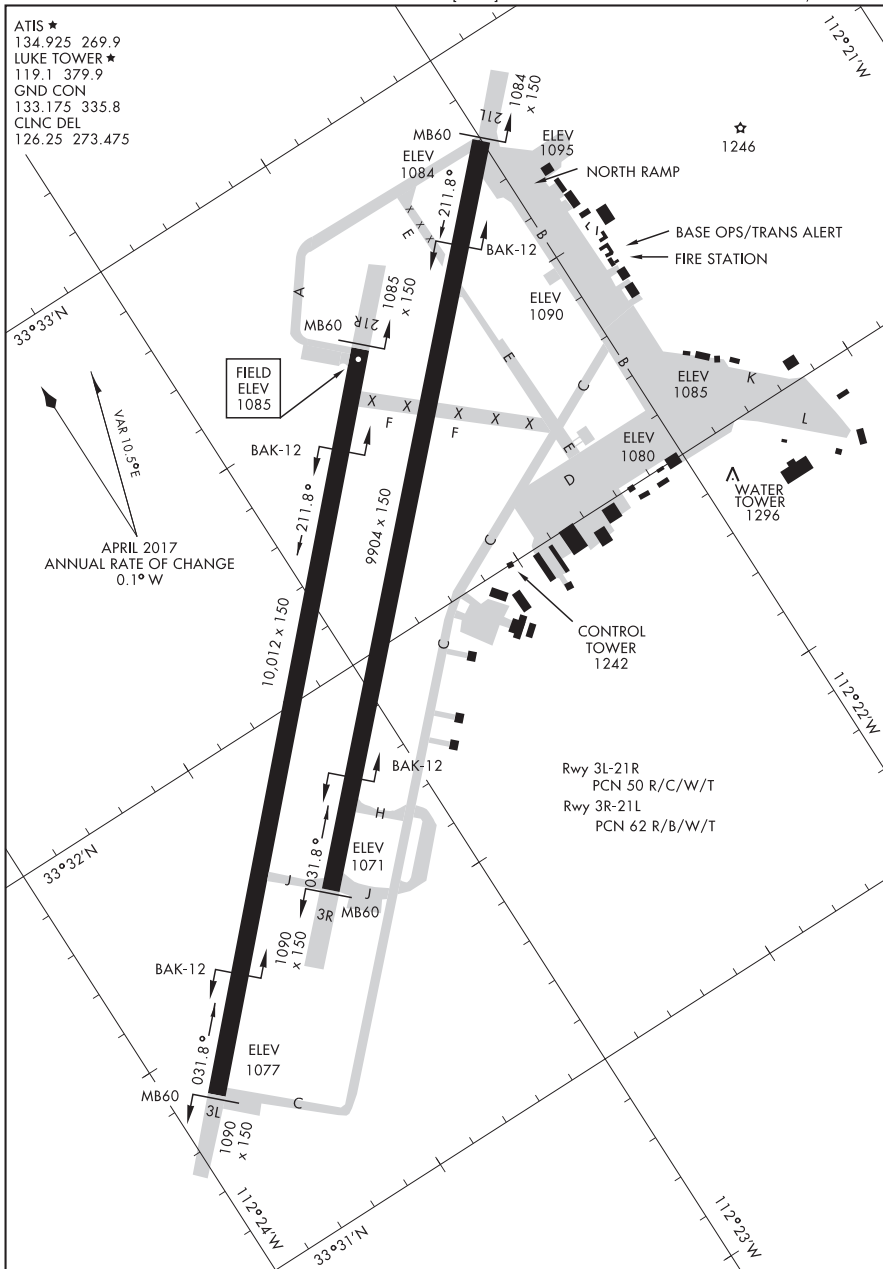 ATIS ★
134.925 269.9
LUKE TOWER ★
119.1 379.9
GND CON
133.175 335.8
CLNC DEL
126.25 273.475
112°21'W
1084
x 150
21L
MB60
ELEV
1084
ELEV
1095
1246
NORTH RAMP
211.8°
E
B
BASE OPS/TRANS ALERT
FIRE STATION
BAK-12
A
33°33'N
1085
x 150
21R
MB60
ELEV
1090
FIELD
ELEV
1085
E
B
C
ELEV
1085
K
L
X X X X X
F
F
E
ELEV
1080
BAK-12
D
VAR 10.5°E
211.8°
9904 x 150
WATER
TOWER
1296
APRIL 2017
ANNUAL RATE OF CHANGE
0.1° W
C
10,012 x 150
CONTROL
TOWER
1242
C
112°22'W
BAK-12
Rwy 3L-21R
PCN 50 R/C/W/T
Rwy 3R-21L
PCN 62 R/B/W/T
H
33°32'N
031.8°
ELEV
1071
J
J
3R
MB60
1090
x 150
BAK-12
031.8°
ELEV
1077
MB60
3L
C
1090
x 150
112°24'W
33°31'N
112°23'W